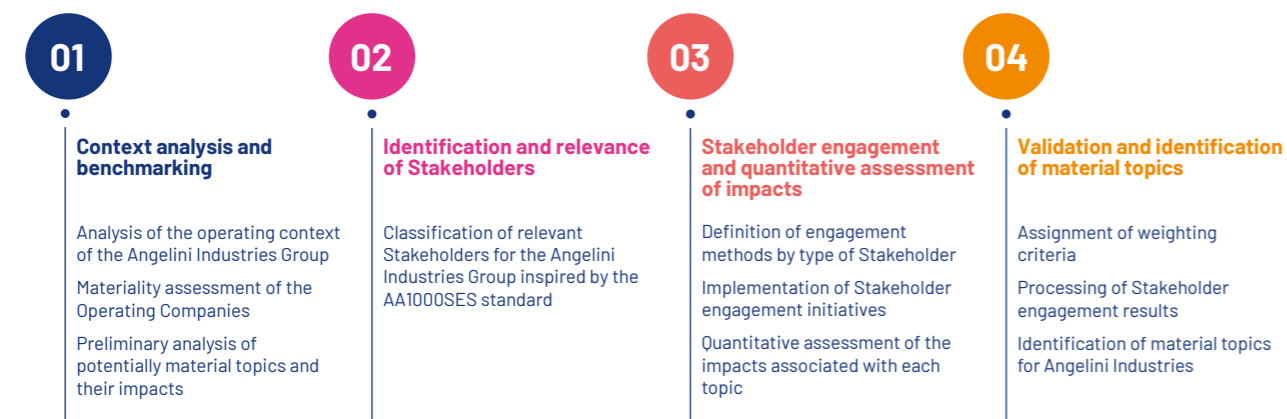 01
Context analysis and
benchmarking
Analysis of the operating context
of the Angelini Industries Group
Materiality assessment of the
Operating Companies
Preliminary analysis of
potentially material topics and
their impacts
02
Identification and relevance
of Stakeholders
Classification of relevant
Stakeholders for the Angelini
Industries Group inspired by the
AA1000SES standard
03
Stakeholder engagement
and quantitative assessment
of impacts
Definition of engagement
methods by type of Stakeholder
Implementation of Stakeholder
engagement initiatives
Quantitative assessment of the
impacts associated with each
topic
04
Validation and identification
of material topics
Assignment of weighting
criteria
Processing of Stakeholder
engagement results
Identification of material topics
for Angelini Industries